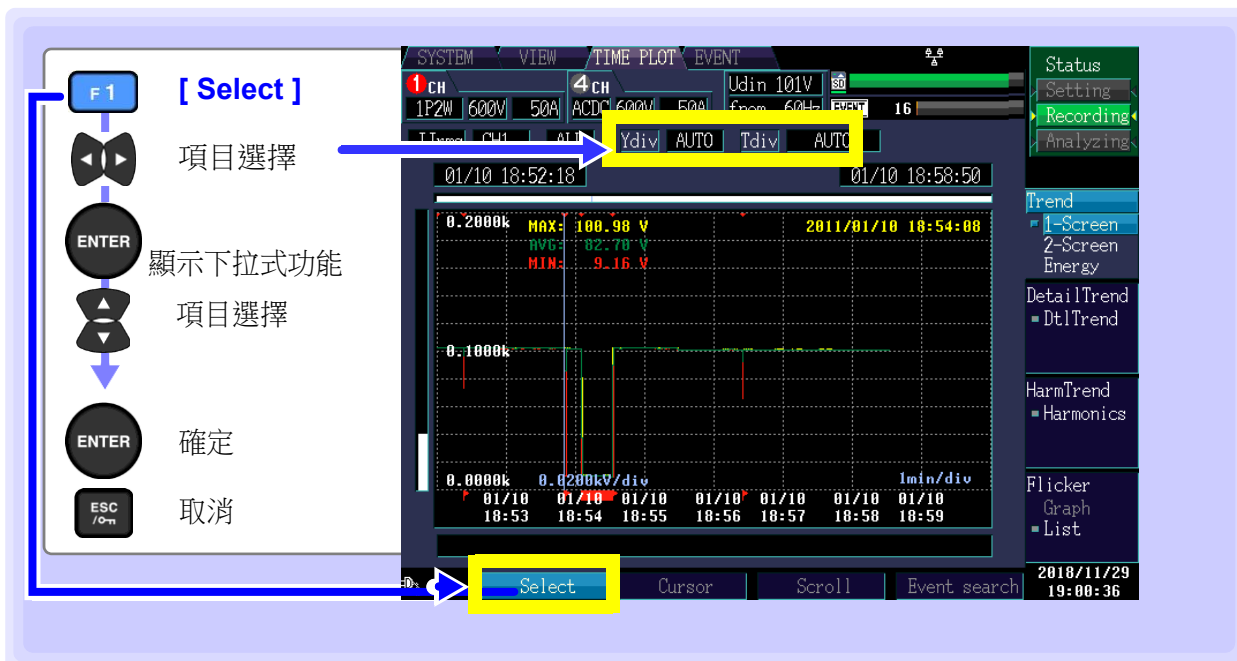 F 1
[ Select ]
項目選擇
ENTER
顯示下拉式功能
項目選擇
ENTER
確定
ESC
取消
SYSTEM VIEW TIME PLOT EVENT
1 CH 4 CH Udin 101V SD
1P2W 600V 50A ACDC 600V 50A fnom 60Hz EVENT 16
CH1 Ydiv AUTO Tdiv AUTO
01/10 18:52:18 01/10 18:58:50
0.2000k MAX: 100.98 V 2011/01/10 18:54:08
AVG: 82.70 V
MIN: 9.16 V
0.1000k
0.0000k 0.0200kV/div 1min/div
01/10 01/10 01/10 01/10 01/10 01/10 01/10
18:53 18:54 18:55 18:56 18:57 18:58 18:59
Select Cursor Scroll Event search
Status
Setting
Recording
Analyzing
Trend
1-Screen
2-Screen
Energy
DetailTrend
DtlTrend
HarmTrend
Harmonics
Flicker
Graph
List
2018/11/29
19:00:36